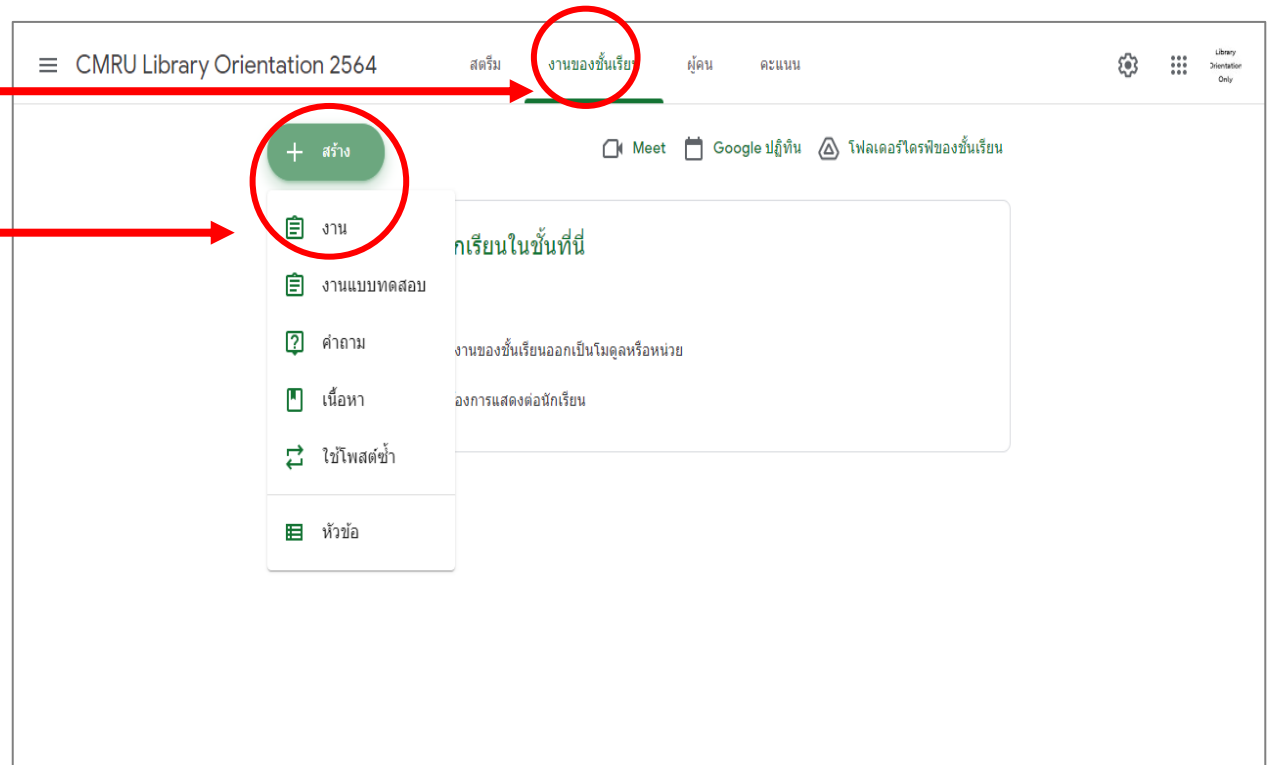 CMRU Library Orientation 2564 สตรีม งานของชั้นเรียน ผู้คน คะแนน
Library
Orientation
Only
+ สร้าง Meet Google ปฏิทิน โฟลเดอร์ไดรฟ์ของชั้นเรียน
งาน
กเรียนในชั้นที่นี่
งานแบบทดสอบ
คำถาม
งานของชั้นเรียนออกเป็นโมดูลหรือหน่วย
เนื้อหา
องการแสดงต่อนักเรียน
ใช้โพสต์ซ้ำ
หัวข้อ